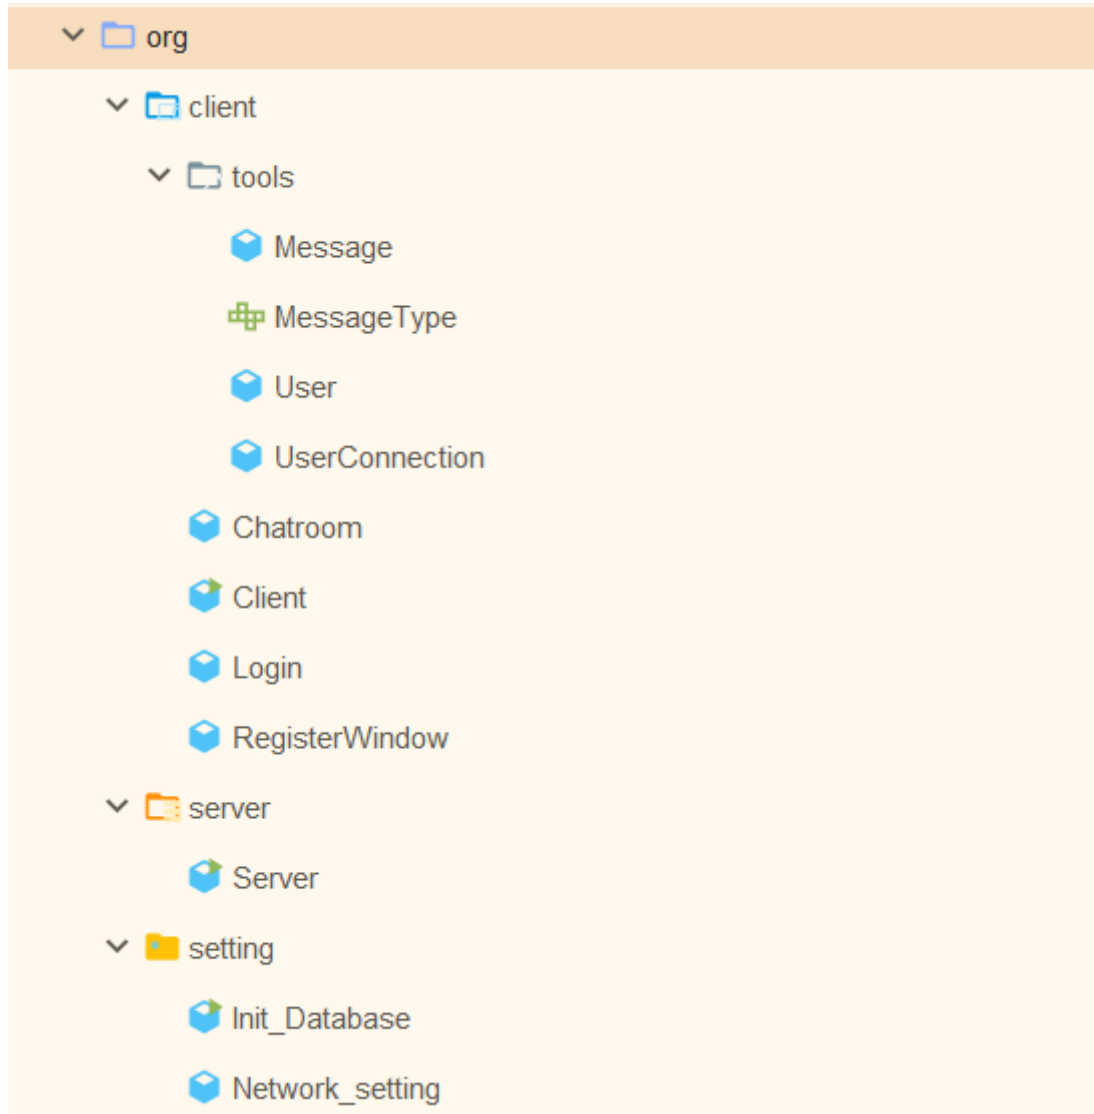 org
client
tools
Message
MessageType
User
UserConnection
Chatroom
Client
Login
RegisterWindow
server
Server
setting
Init_Database
Network_setting